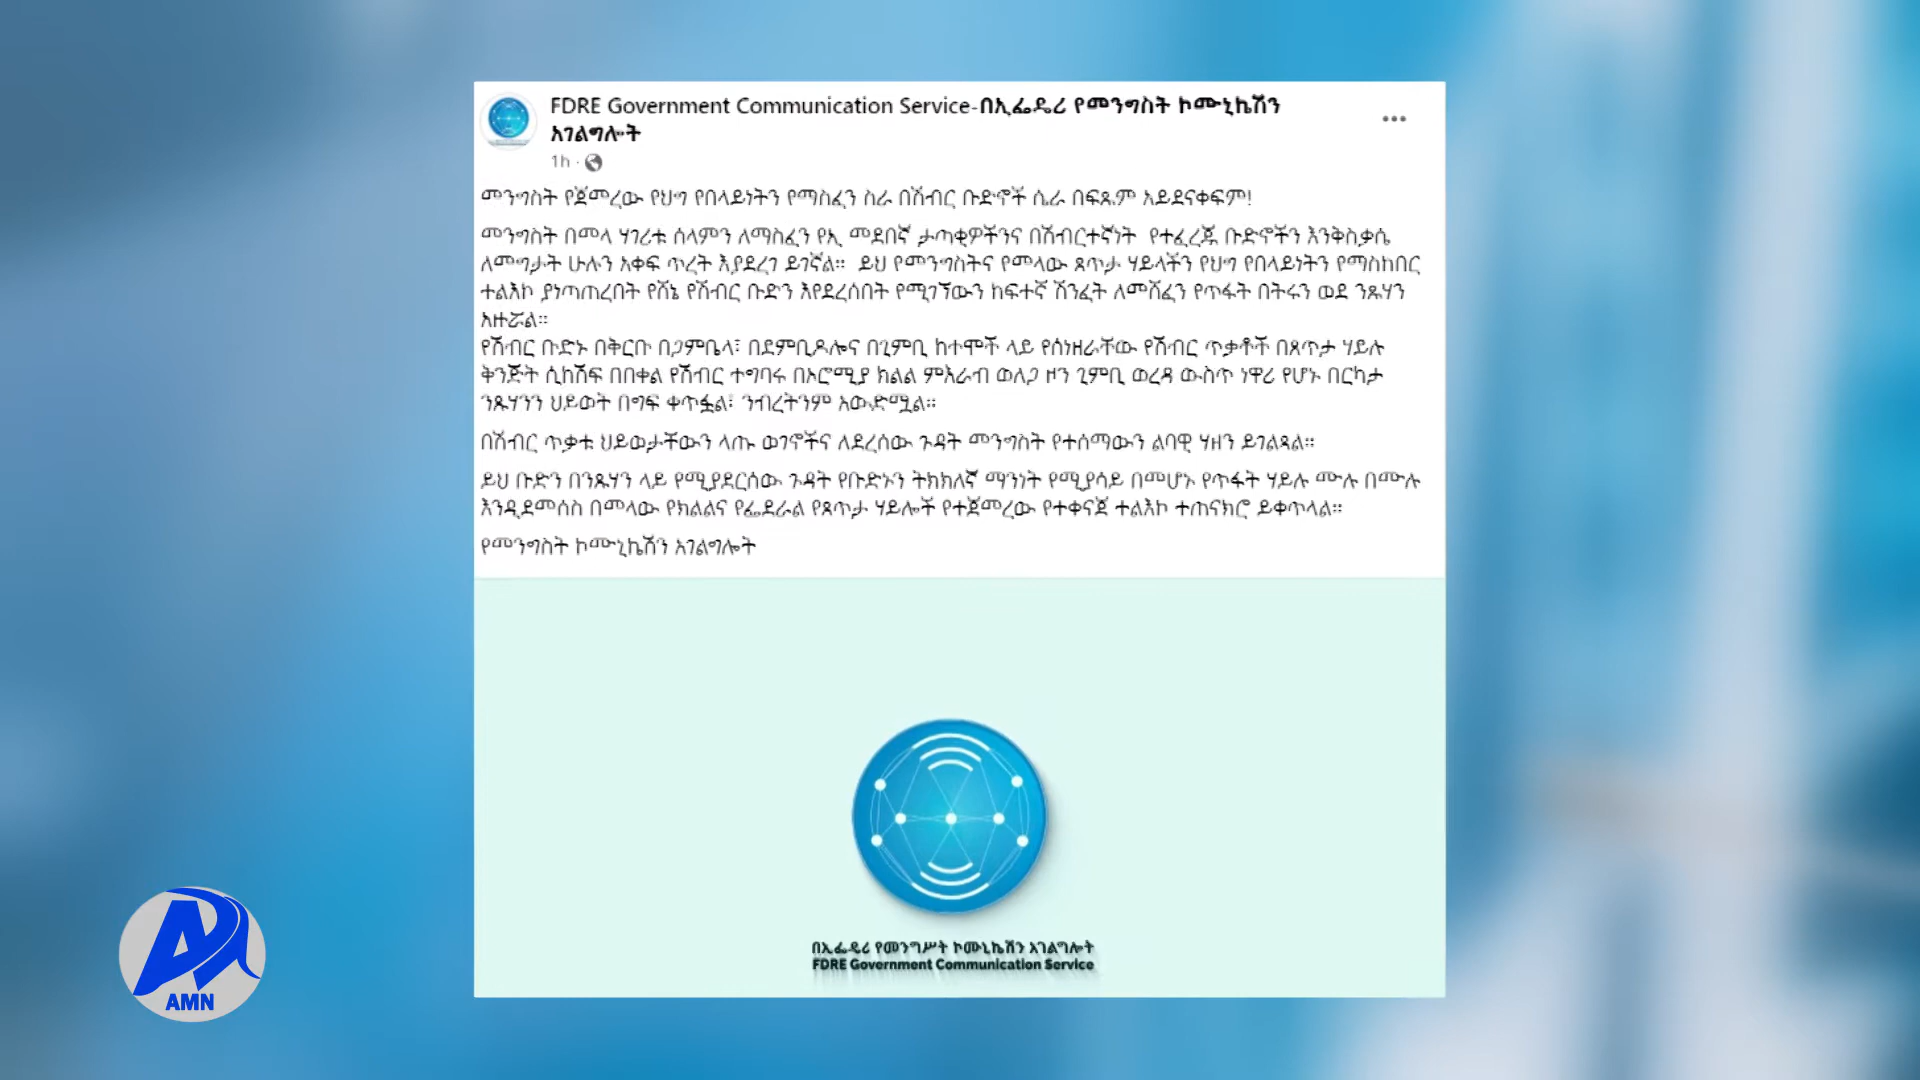 FDRE Government Communication Service-በኢፌዴሪ የመንግስት ኮሙኒኬሽን
አገልግሎት
1h ·
መንግስት የጀመረው የህግ የበላይነትን የማስፈን ስራ በሽብር ቡድኖች ሴራ በፍጹም አይደናቀፍም!
መንግስት በመላ ሃገሪቱ ሰላምን ለማስፈን የኢ መደበኛ ታጣቂዎችንና በሽብርተኛነት የተፈረጁ ቡድኖችን እንቅስቃሴ
ለመግታት ሁሉን አቀፍ ጥረት እያደረገ ይገኛል። ይህ የመንግስትና የመላው ጸጥታ ሃይላችን የህግ የበላይነትን የማስከበር
ተልእኮ ያነጣጠረበት የሸኔ የሽብር ቡድን እየደረሰበት የሚገኘውን ከፍተኛ ሽንፈት ለመሸፈን የጥፋት በትሩን ወደ ንጹሃን
አዙሯል።
የሽብር ቡድኑ በቅርቡ በጋምቤላ፣ በደምቢዶሎና በጊምቢ ከተሞች ላይ የሰነዘራቸው የሽብር ጥቃቶች በጸጥታ ሃይሉ
ቅንጅት ሲከሽፍ በበቀል የሽብር ተግባሩ በኦሮሚያ ክልል ምእራብ ወለጋ ዞን ጊምቢ ወረዳ ውስጥ ነዋሪ የሆኑ በርካታ
ንጹሃንን ህይወት በግፍ ቀጥፏል፣ ንብረትንም አውድሟል።
በሽብር ጥቃቱ ህይወታቸውን ላጡ ወገኖችና ለደረሰው ጉዳት መንግስት የተሰማውን ልባዊ ሃዘን ይገልጻል።
ይህ ቡድን በንጹሃን ላይ የሚያደርሰው ጉዳት የቡድኑን ትክክለኛ ማንነት የሚያሳይ በመሆኑ የጥፋት ሃይሉ ሙሉ በሙሉ
እንዲደመሰስ በመላው የክልልና የፌደራል የጸጥታ ሃይሎች የተጀመረው የተቀናጀ ተልእኮ ተጠናክሮ ይቀጥላል።
የመንግስት ኮሙኒኬሽን አገልግሎት
በኢፌዴሪ የመንግሥት ኮሙኒኬሽን አገልግሎት
FDRE Government Communication Service
AMN